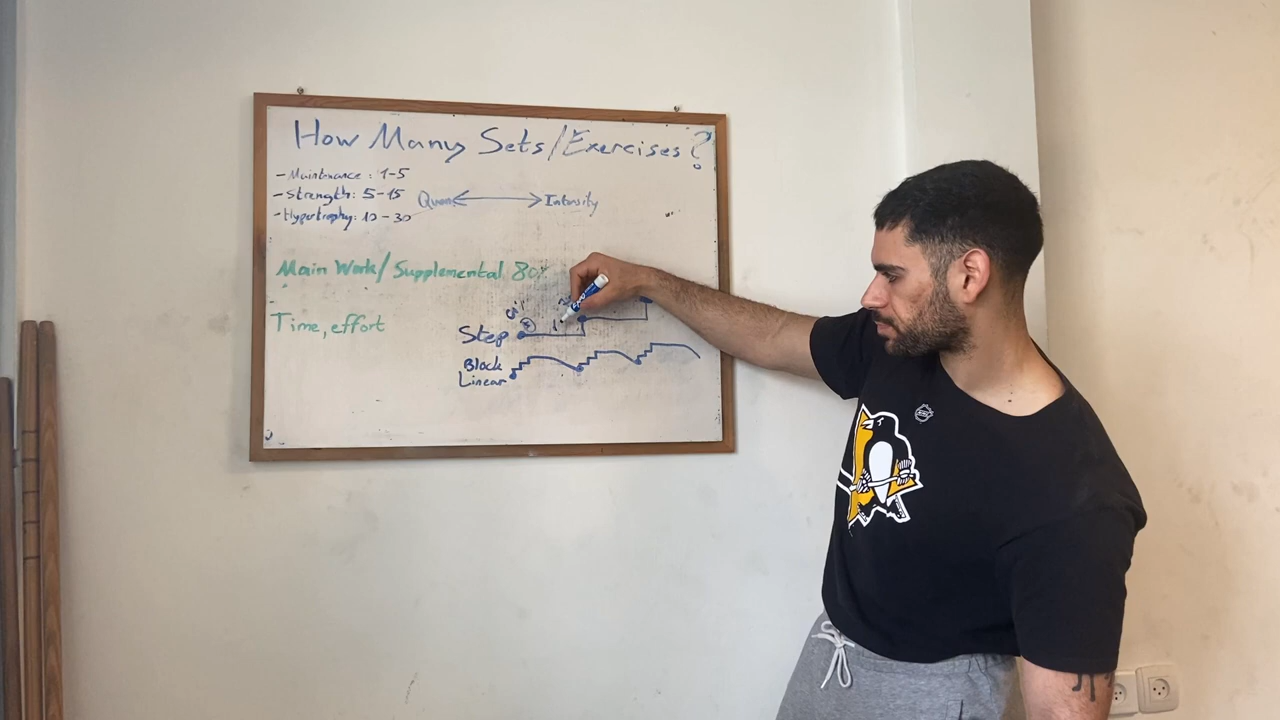 How Many Sets/Exercises?
- Maintenance: 1-5
- Strength: 5-15
- Hypertrophy: 10-30
Quan Intensity
Main Work/Supplemental 80%
Time, effort
Step
Block
Linear